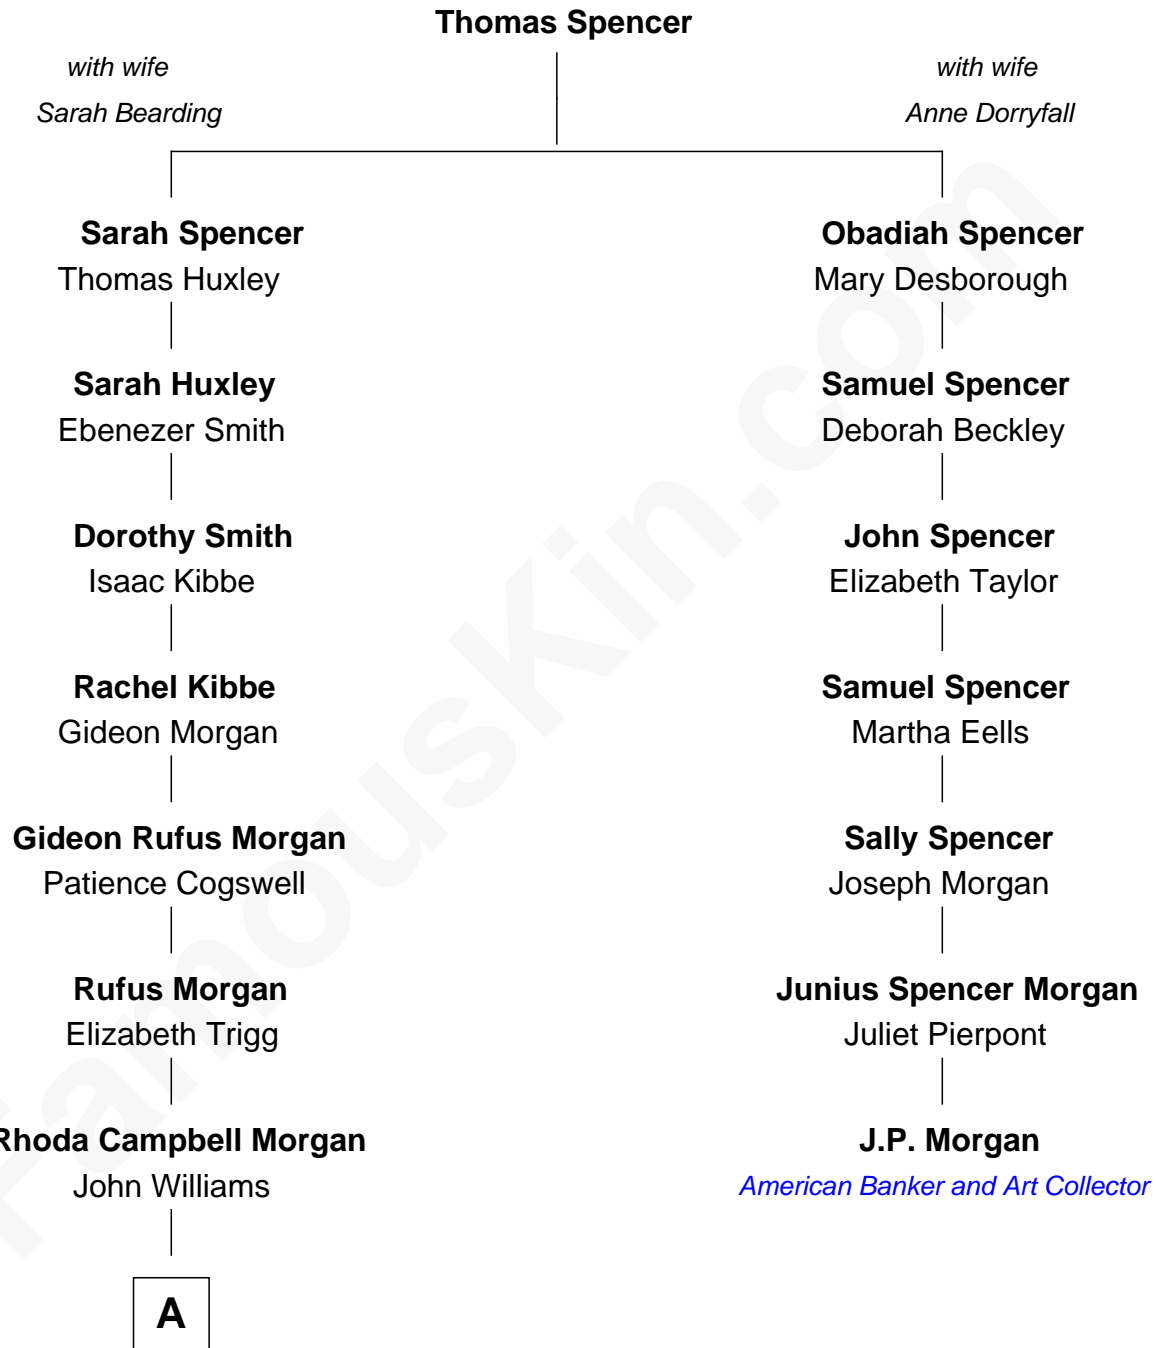 Thomas Spencer
with wife
Sarah Bearding
with wife
Anne Dorryfall
Sarah Spencer
Thomas Huxley
Obadiah Spencer
Mary Desborough
Sarah Huxley
Ebenezer Smith
Samuel Spencer
Deborah Beckley
Dorothy Smith
Isaac Kibbe
John Spencer
Elizabeth Taylor
Rachel Kibbe
Gideon Morgan
Samuel Spencer
Martha Eells
Gideon Rufus Morgan
Patience Cogswell
Sally Spencer
Joseph Morgan
Rufus Morgan
Elizabeth Trigg
Junius Spencer Morgan
Juliet Pierpont
Rhoda Campbell Morgan
John Williams
J.P. Morgan
American Banker and Art Collector
A
FamousKin.com